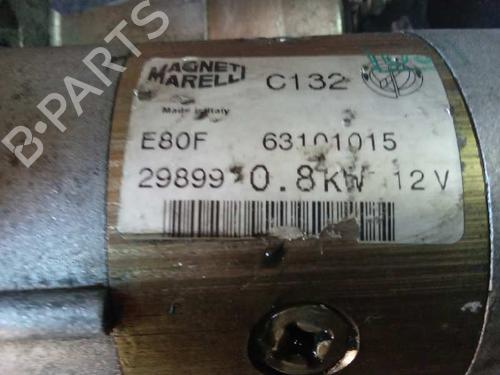 B-PARTS
MAGNETI
MARELLI
C132
Made in Italy
E80F 63101015
29899 0.8KW 12V